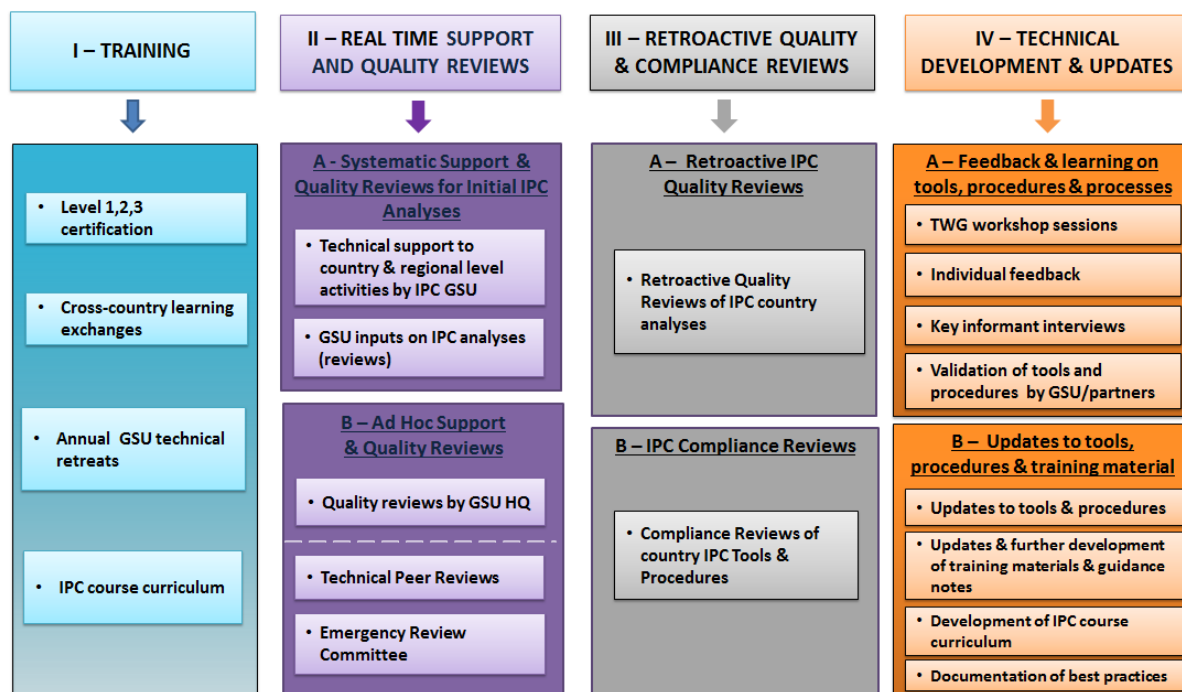 I – TRAINING
• Level 1,2,3
certification
• Cross-country learning
exchanges
• Annual GSU technical
retreats
• IPC course curriculum
II – REAL TIME SUPPORT
AND QUALITY REVIEWS
A - Systematic Support &
Quality Reviews for Initial IPC
Analyses
• Technical support to
country & regional level
activities by IPC GSU
• GSU inputs on IPC analyses
(reviews)
B – Ad Hoc Support
& Quality Reviews
• Quality reviews by GSU HQ
• Technical Peer Reviews
• Emergency Review
Committee
III – RETROACTIVE QUALITY
& COMPLIANCE REVIEWS
A – Retroactive IPC
Quality Reviews
• Retroactive Quality
Reviews of IPC country
analyses
B – IPC Compliance Reviews
• Compliance Reviews of
country IPC Tools &
Procedures
IV – TECHNICAL
DEVELOPMENT & UPDATES
A – Feedback & learning on
tools, procedures & processes
• TWG workshop sessions
• Individual feedback
• Key informant interviews
• Validation of tools and
procedures by GSU/partners
B – Updates to tools,
procedures & training material
• Updates to tools & procedures
• Updates & further development
of training materials & guidance
notes
• Development of IPC course
curriculum
• Documentation of best practices